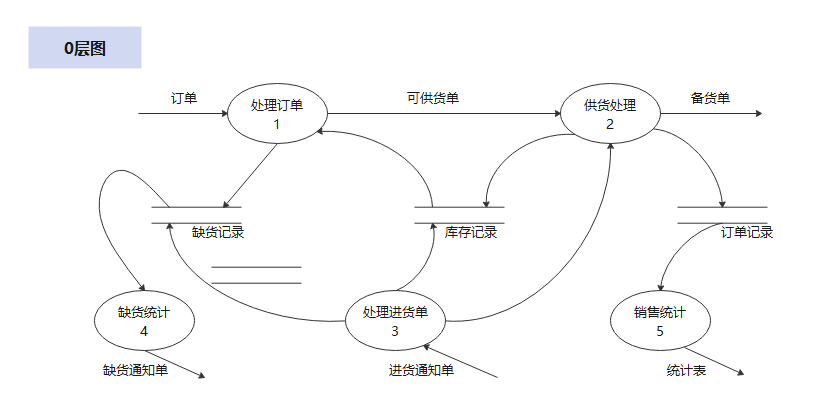 0层图
订单
可供货单
备货单
处理订单
1
供货处理
2
缺货记录
库存记录
订单记录
缺货统计
4
处理进货单
3
销售统计
5
缺货通知单
进货通知单
统计表